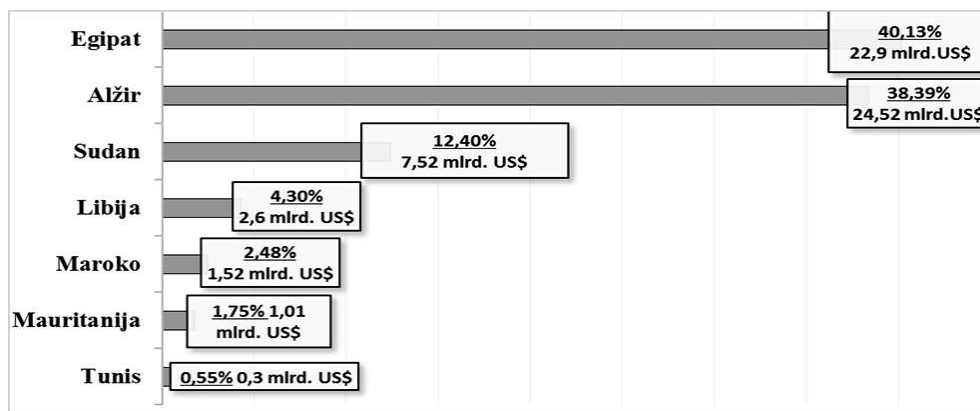 Egipat
40,13%
22,9 mlrd.US$
Alžir
38,39%
24,52 mlrd.US$
Sudan
12,40%
7,52 mlrd. US$
Libija
4,30%
2,6 mlrd. US$
Maroko
2,48%
1,52 mlrd. US$
Mauritanija
1,75% 1,01
mlrd. US$
Tunis
0,55% 0,3 mlrd. US$